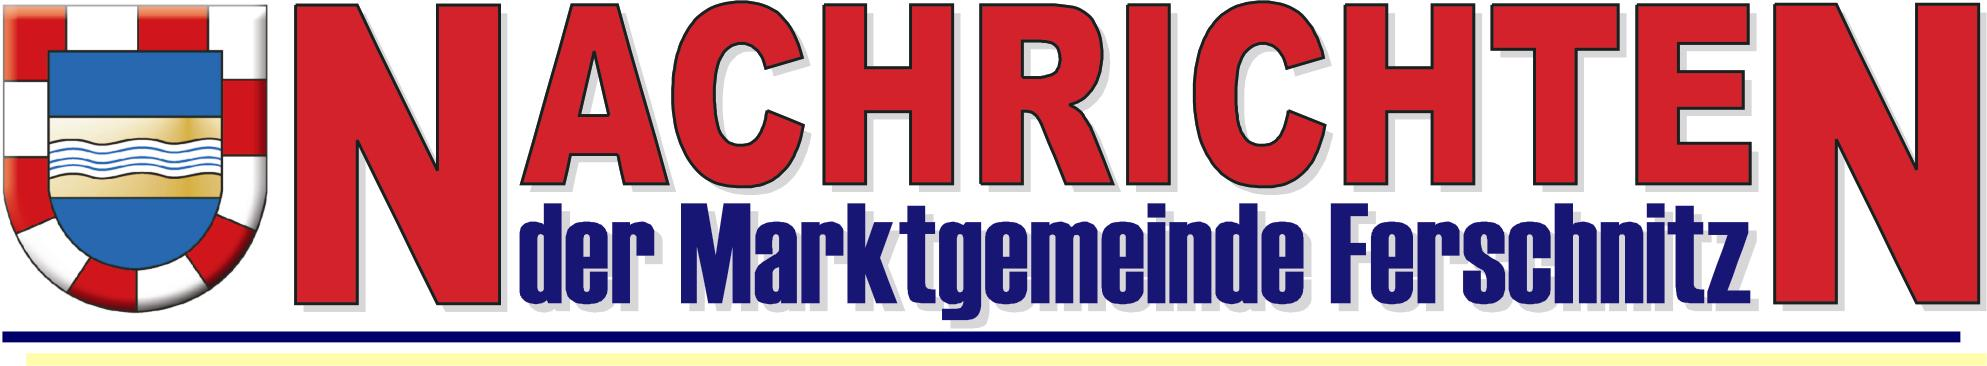 NACHRICHTEN
der Marktgemeinde Ferschnitz